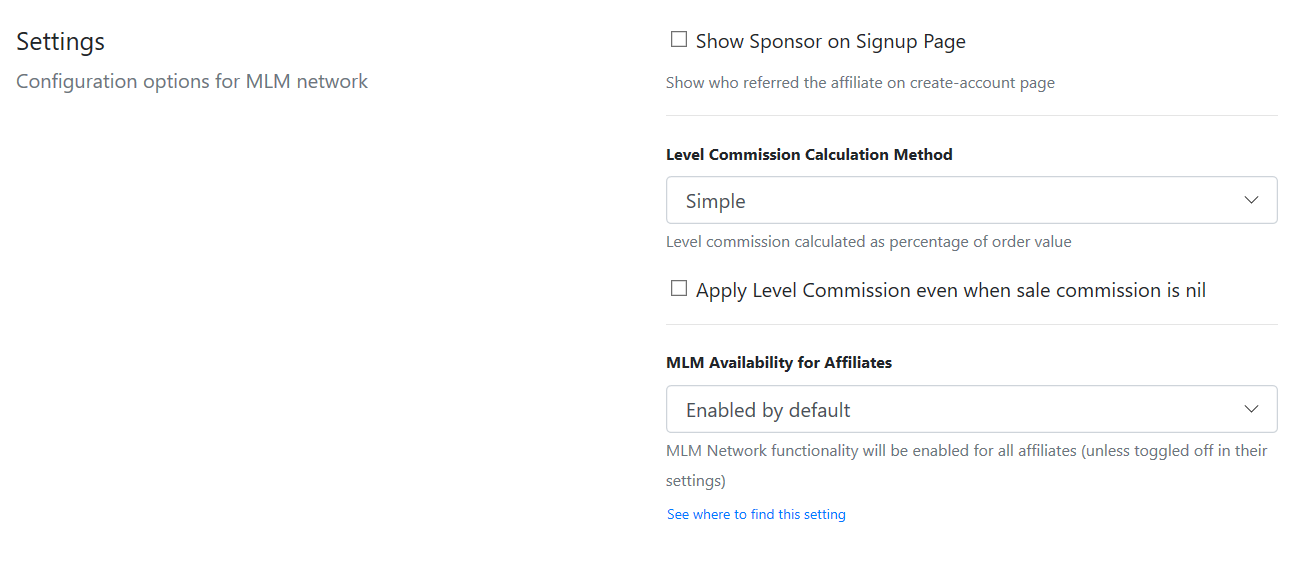 Settings
Configuration options for MLM network
Show Sponsor on Signup Page
Show who referred the affiliate on create-account page
Level Commission Calculation Method
Simple
Level commission calculated as percentage of order value
Apply Level Commission even when sale commission is nil
MLM Availability for Affiliates
Enabled by default
MLM Network functionality will be enabled for all affiliates (unless toggled off in their
settings)
See where to find this setting